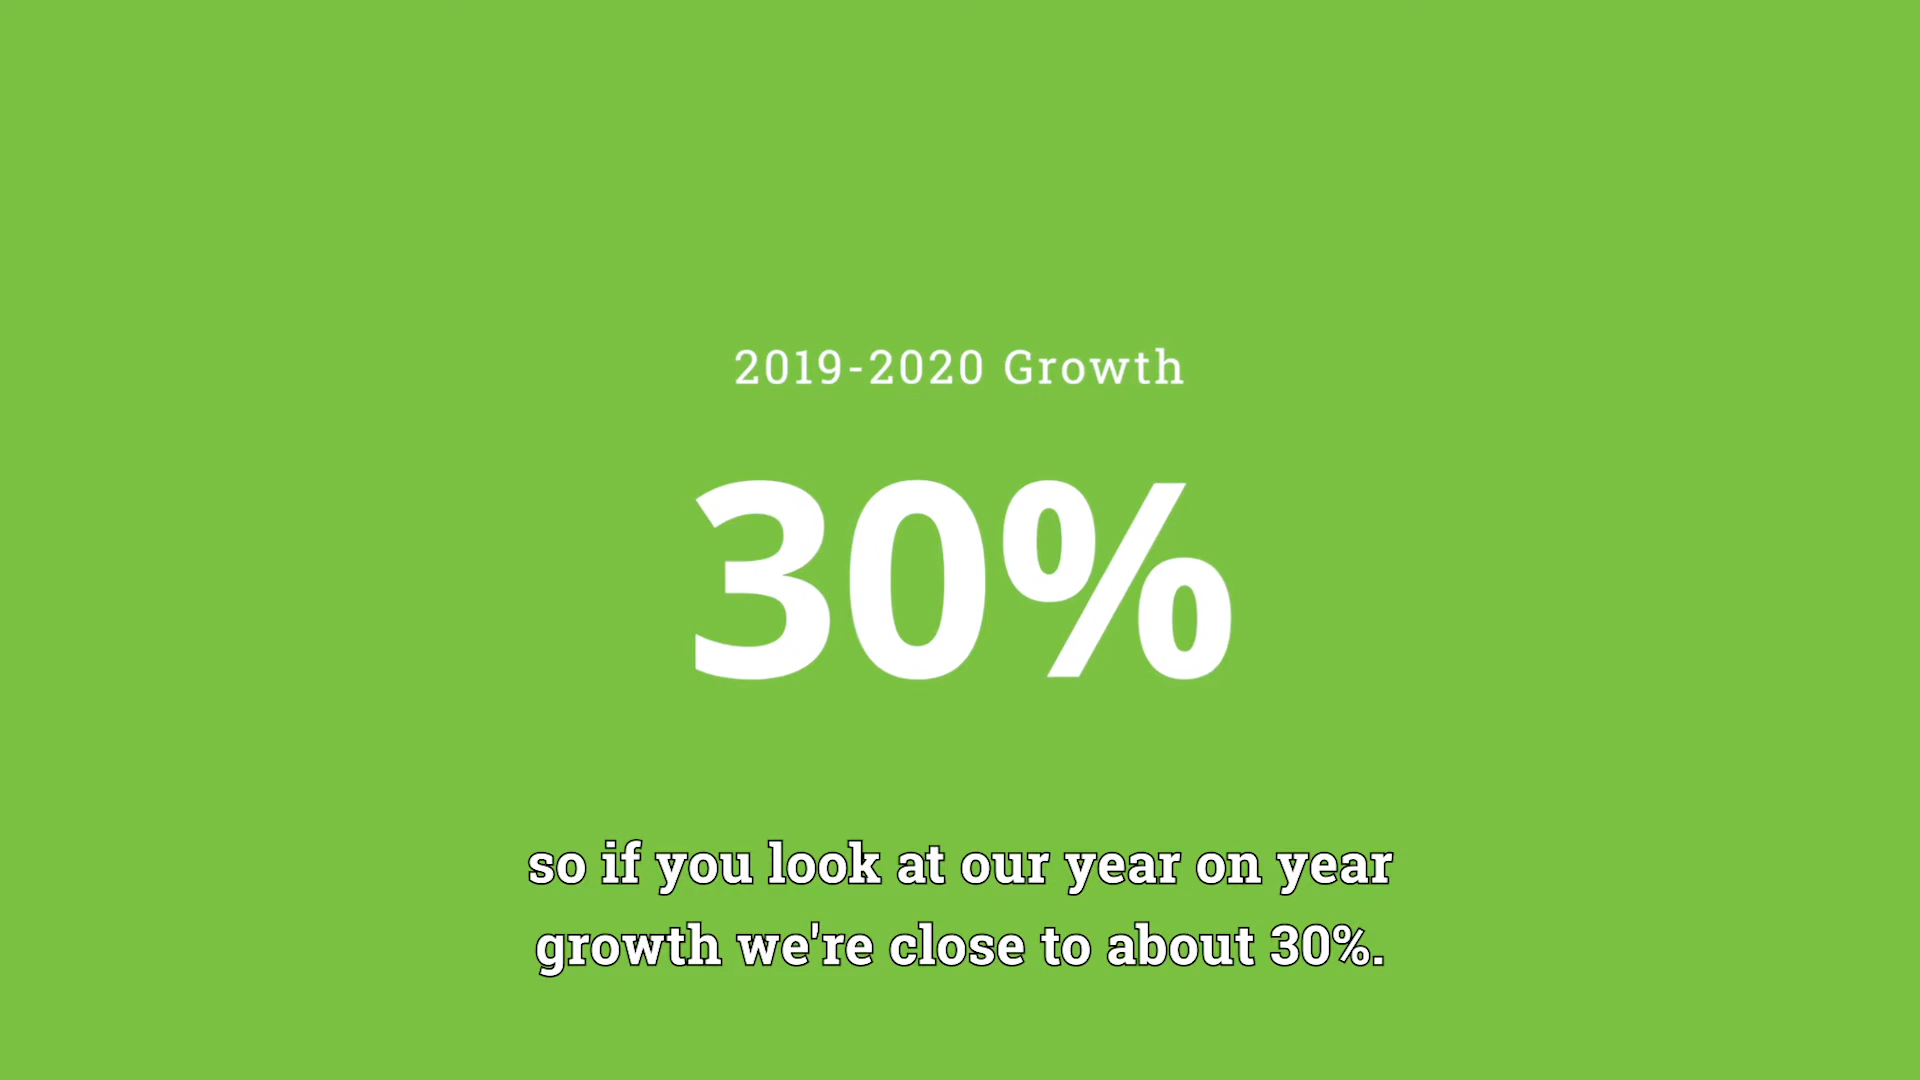 2019-2020 Growth
30%
so if you look at our year on year
growth we're close to about 30%.